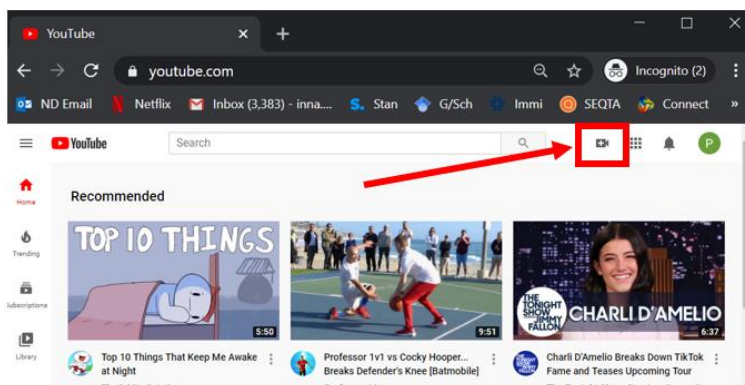 YouTube
youtube.com
Incognito (2)
ND Email
Netflix
Inbox (3,383) - inna....
Stan
G/Sch
Immi
SEQTA
Connect
»
YouTube
Search
P
Home
Recommended
Trending
Subscriptions
Library
TOP 10 THINGS
5:50
9:51
THE TONIGHT SHOW
JIMMY FALLON
CHARLI D'AMELIO
6:37
Top 10 Things That Keep Me Awake
at Night
Professor 1v1 vs Cocky Hooper...
Breaks Defender's Knee [Batmobile]
Charli D'Amelio Breaks Down TikTok
Fame and Teases Upcoming Tour